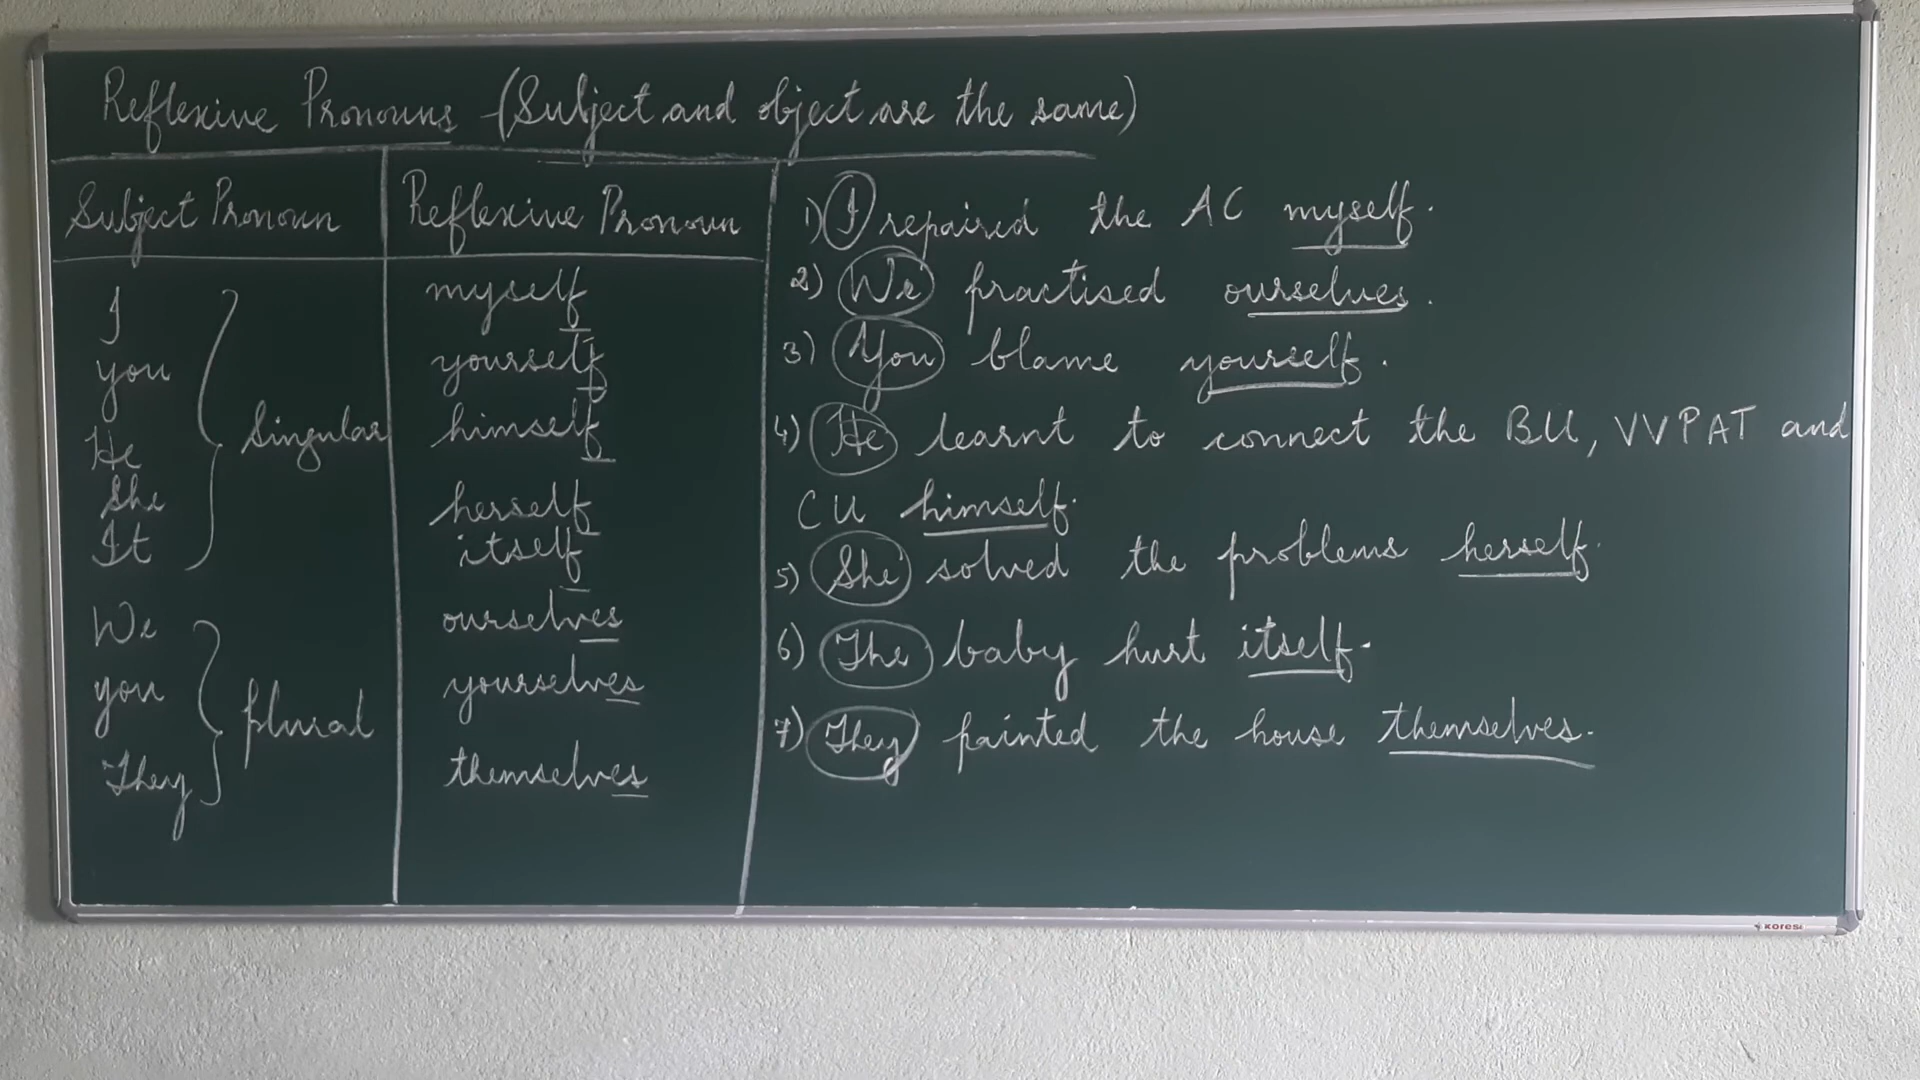 Reflexive Pronouns (Subject and object are the same)
Subject Pronoun
I
you
He
She
It
Singular
We
you
They
plural
Reflexive Pronoun
myself
yourself
himself
herself
itself
ourselves
yourselves
themselves
1) I repaired the AC myself.
2) We practised ourselves.
3) You blame yourself.
4) He learnt to connect the BU, VVPAT and
CU himself.
5) She solved the problems herself.
6) The baby hurt itself.
7) They painted the house themselves.
kores